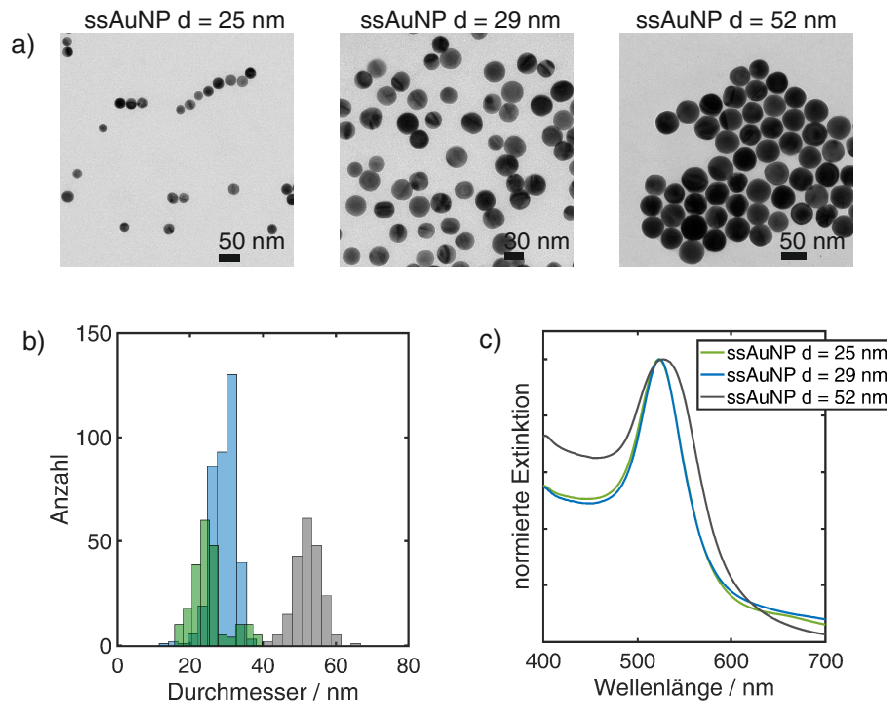 ssAuNP d = 25 nm
ssAuNP d = 29 nm
ssAuNP d = 52 nm
a)
50 nm
30 nm
50 nm
b)
150
100
50
0
0
20
40
60
80
Anzahl
Durchmesser / nm
c)
ssAuNP d = 25 nm
ssAuNP d = 29 nm
ssAuNP d = 52 nm
normierte Extinktion
400
500
600
700
Wellenlänge / nm